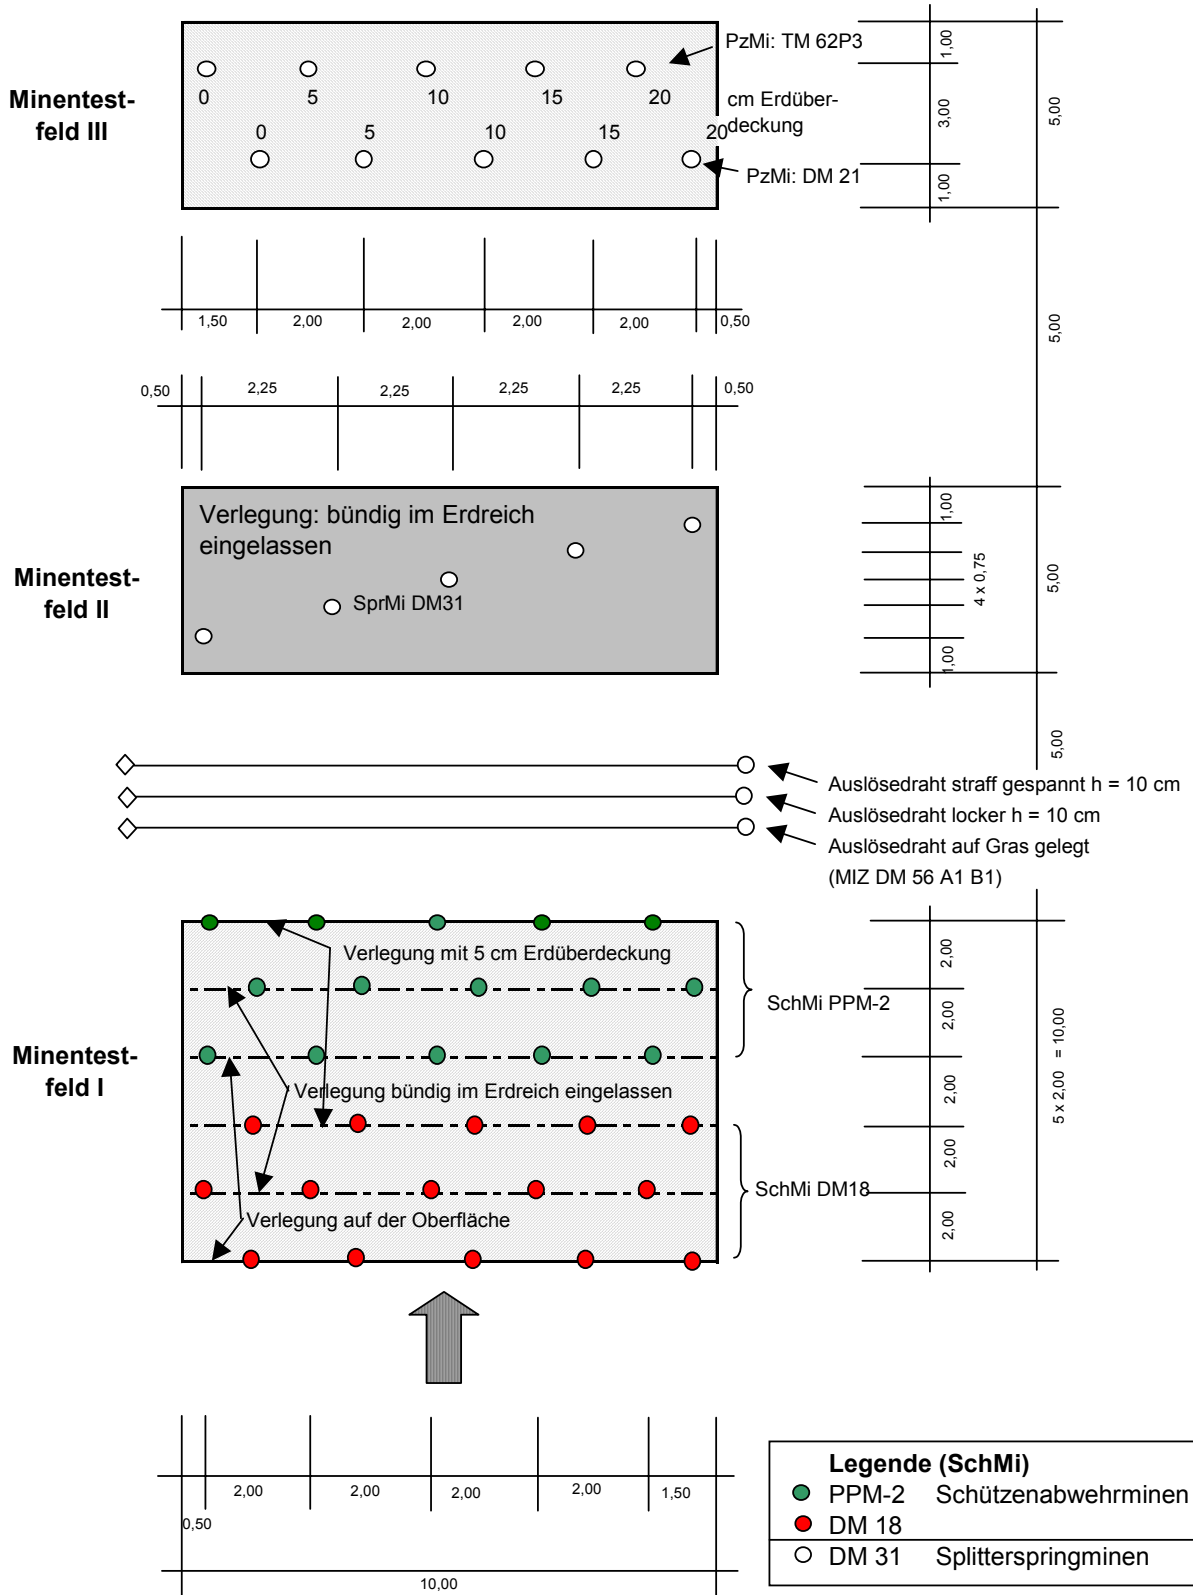 PzMi: TM 62P3
Minentest-
feld III
0 5 10 15 20
cm Erdüber-
deckung
0 5 10 15 20
PzMi: DM 21
1,00
3,00
1,00
5,00
5,00
1,50 2,00 2,00 2,00 2,00 0,50
0,50 2,25 2,25 2,25 2,25 0,50
Verlegung: bündig im Erdreich
eingelassen
Minentest-
feld II
SprMi DM31
1,00
4 x 0,75
1,00
5,00
5,00
Auslösedraht straff gespannt h = 10 cm
Auslösedraht locker h = 10 cm
Auslösedraht auf Gras gelegt
(MIZ DM 56 A1 B1)
Verlegung mit 5 cm Erdüberdeckung
SchMi PPM-2
Minentest-
feld I
Verlegung bündig im Erdreich eingelassen
SchMi DM18
Verlegung auf der Oberfläche
2,00
2,00
2,00
2,00
2,00
5 x 2,00 = 10,00
2,00 2,00 2,00 2,00 1,50
0,50
10,00
Legende (SchMi)
PPM-2 Schützenabwehrminen
DM 18
DM 31 Splitterspringminen